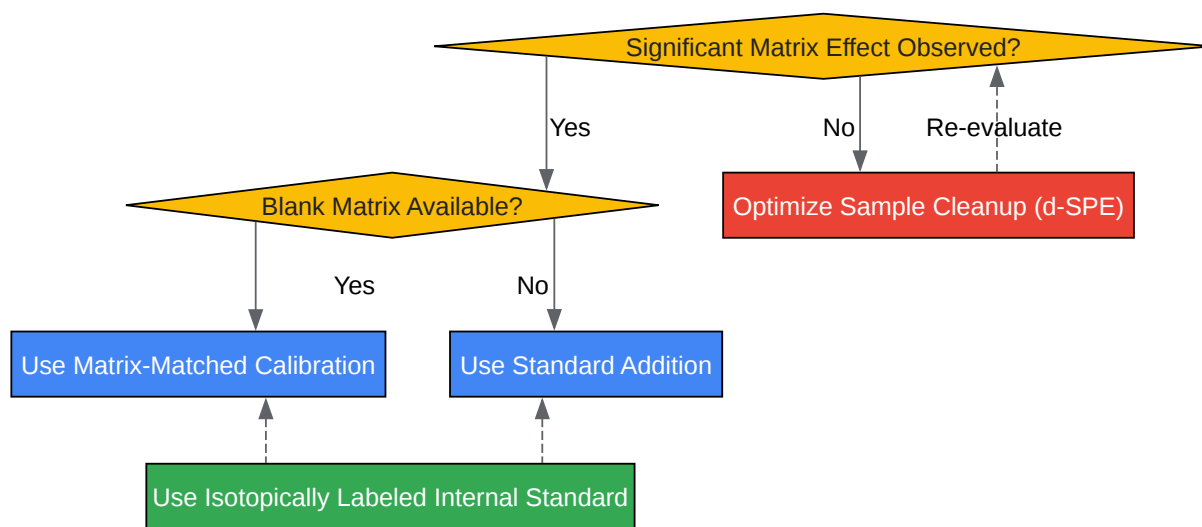 Significant Matrix Effect Observed?
Yes
No
Re-evaluate
Blank Matrix Available?
Optimize Sample Cleanup (d-SPE)
Yes
No
Use Matrix-Matched Calibration
Use Standard Addition
Use Isotopically Labeled Internal Standard